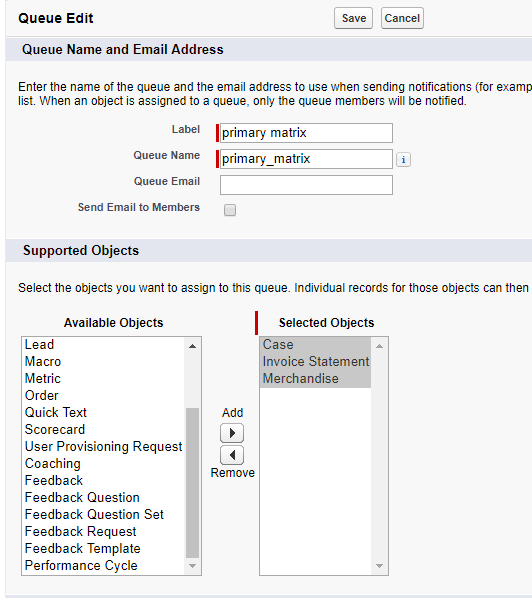 Queue Edit
Save
Cancel
Queue Name and Email Address
Enter the name of the queue and the email address to use when sending notifications (for examp
list. When an object is assigned to a queue, only the queue members will be notified.
Label
primary matrix
Queue Name
primary_matrix
i
Queue Email
Send Email to Members
Supported Objects
Select the objects you want to assign to this queue. Individual records for those objects can then
Available Objects
Lead
Macro
Metric
Order
Quick Text
Scorecard
User Provisioning Request
Coaching
Feedback
Feedback Question
Feedback Question Set
Feedback Request
Feedback Template
Performance Cycle
Add
Remove
Selected Objects
Case
Invoice Statement
Merchandise